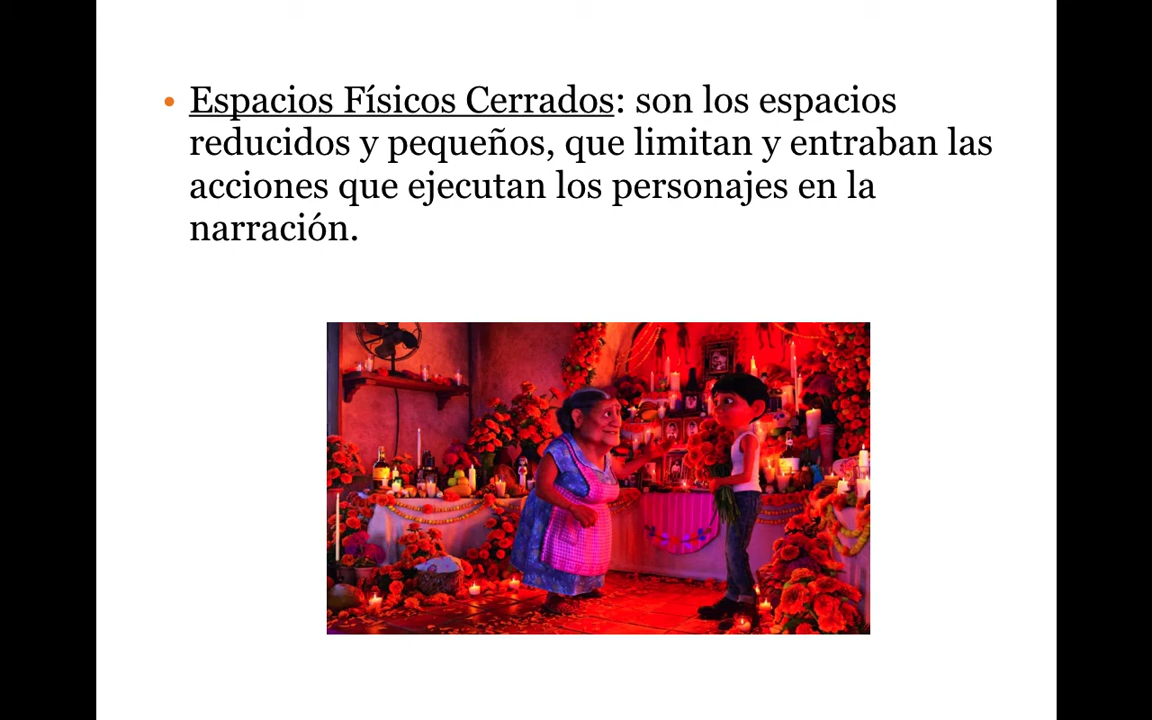 • Espacios Físicos Cerrados: son los espacios
reducidos y pequeños, que limitan y entraban las
acciones que ejecutan los personajes en la
narración.